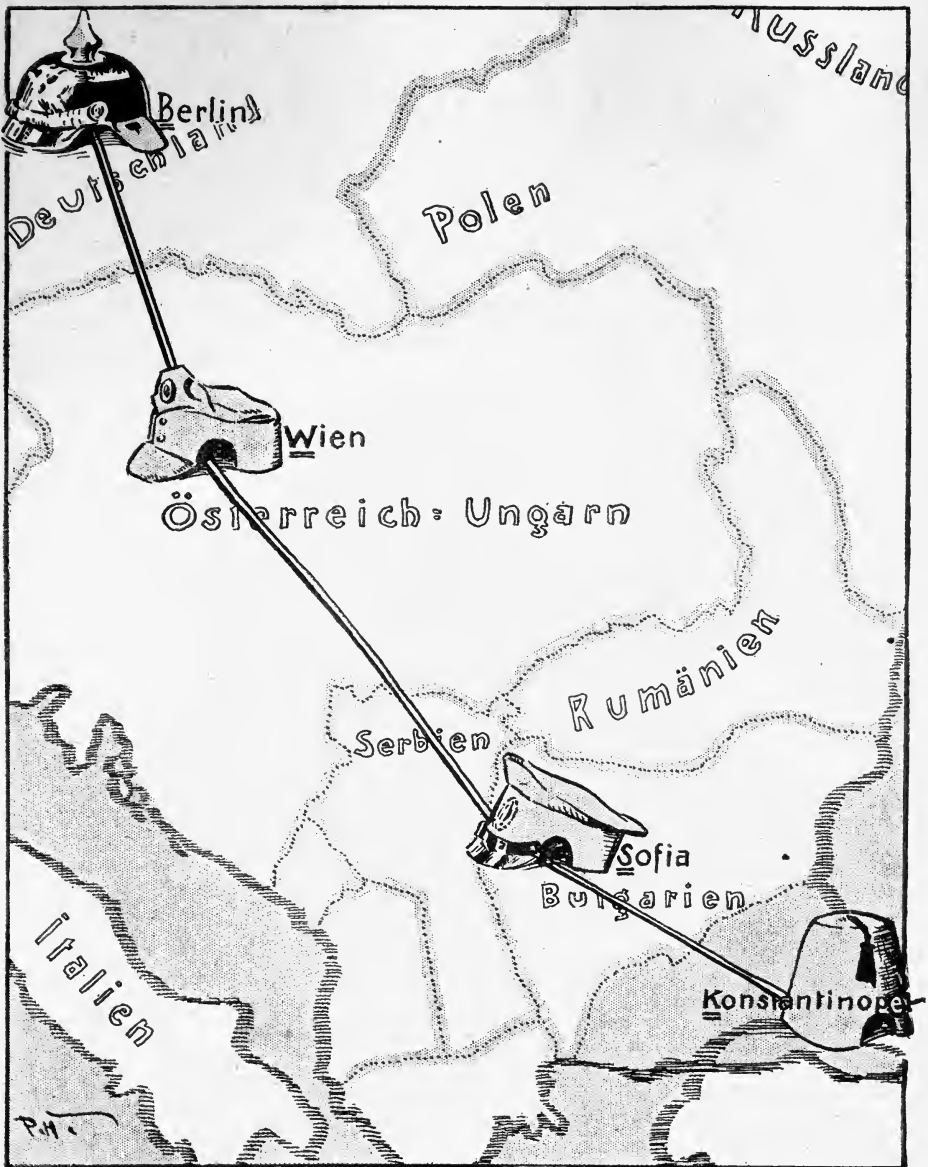 Russland
Berlin
Deutschland
Polen
Wien
Österreich-Ungarn
Rumänien
Serbien
Sofia
Bulgarien
Italien
Konstantinopel
P.H.